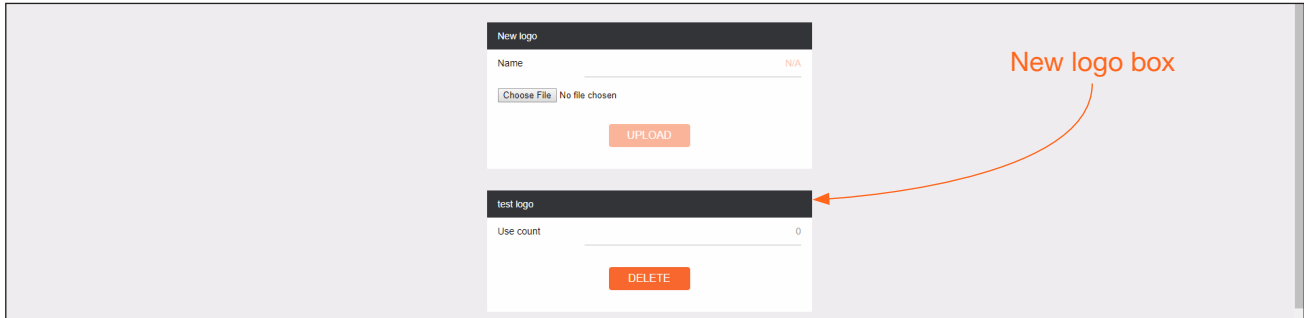 New logo
Name N/A
New logo box
Choose File No file chosen
UPLOAD
test logo
Use count 0
DELETE